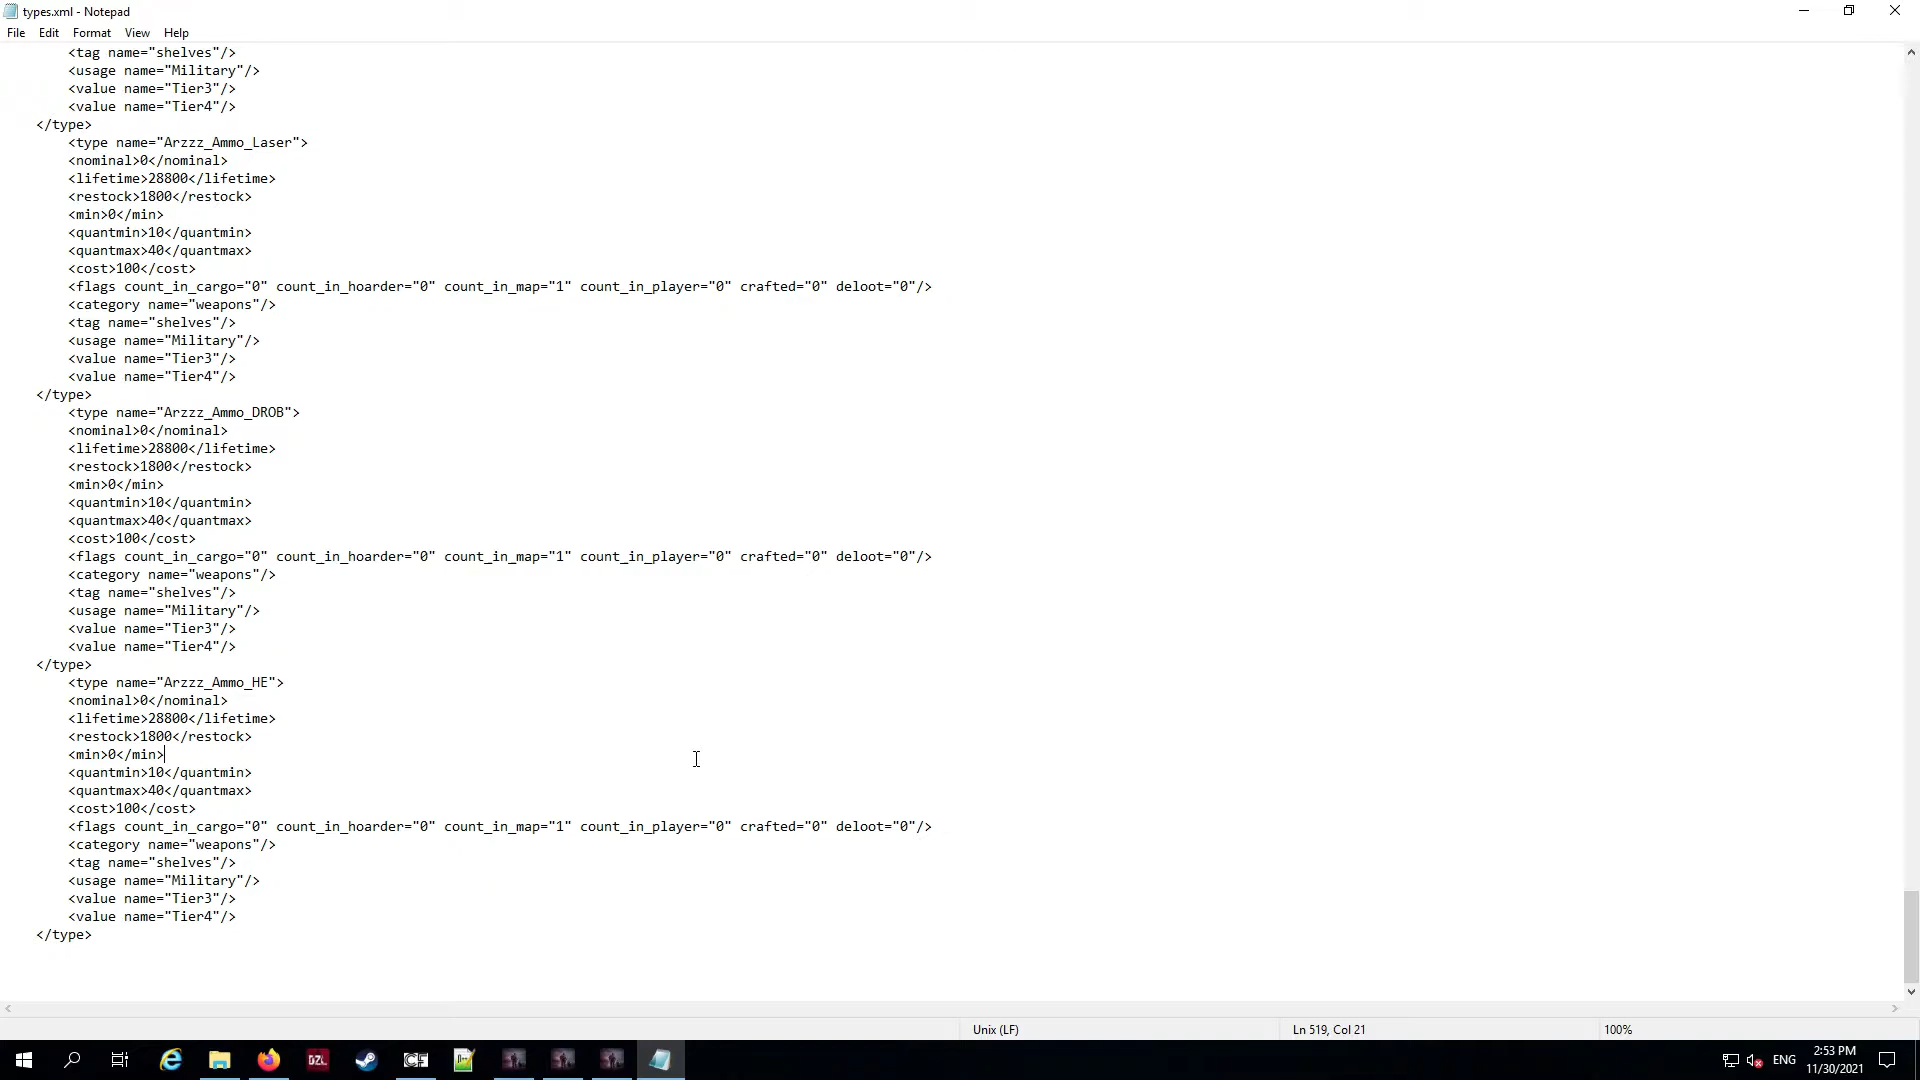 types.xml - Notepad
File Edit Format View Help
<tag name="shelves"/>
<usage name="Military"/>
<value name="Tier3"/>
<value name="Tier4"/>
</type>
<type name="Arzzz_Ammo_Laser">
<nominal>0</nominal>
<lifetime>28800</lifetime>
<restock>1800</restock>
<min>0</min>
<quantmin>10</quantmin>
<quantmax>40</quantmax>
<cost>100</cost>
<flags count_in_cargo="0" count_in_hoarder="0" count_in_map="1" count_in_player="0" crafted="0" deloot="0"/>
<category name="weapons"/>
<tag name="shelves"/>
<usage name="Military"/>
<value name="Tier3"/>
<value name="Tier4"/>
</type>
<type name="Arzzz_Ammo_DROB">
<nominal>0</nominal>
<lifetime>28800</lifetime>
<restock>1800</restock>
<min>0</min>
<quantmin>10</quantmin>
<quantmax>40</quantmax>
<cost>100</cost>
<flags count_in_cargo="0" count_in_hoarder="0" count_in_map="1" count_in_player="0" crafted="0" deloot="0"/>
<category name="weapons"/>
<tag name="shelves"/>
<usage name="Military"/>
<value name="Tier3"/>
<value name="Tier4"/>
</type>
<type name="Arzzz_Ammo_HE">
<nominal>0</nominal>
<lifetime>28800</lifetime>
<restock>1800</restock>
<min>0</min>
<quantmin>10</quantmin>
<quantmax>40</quantmax>
<cost>100</cost>
<flags count_in_cargo="0" count_in_hoarder="0" count_in_map="1" count_in_player="0" crafted="0" deloot="0"/>
<category name="weapons"/>
<tag name="shelves"/>
<usage name="Military"/>
<value name="Tier3"/>
<value name="Tier4"/>
</type>
Unix (LF) Ln 519, Col 21 100%
DZL CF ENG 2:53 PM
11/30/2021